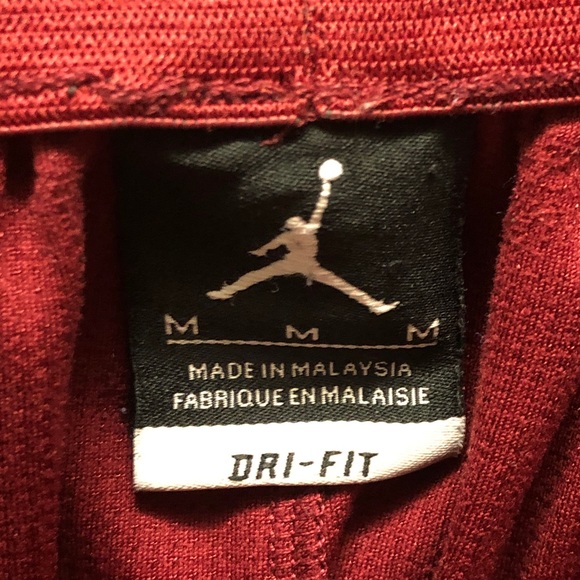 M M M
MADE IN MALAYSIA
FABRIQUE EN MALAISIE
DRI-FIT